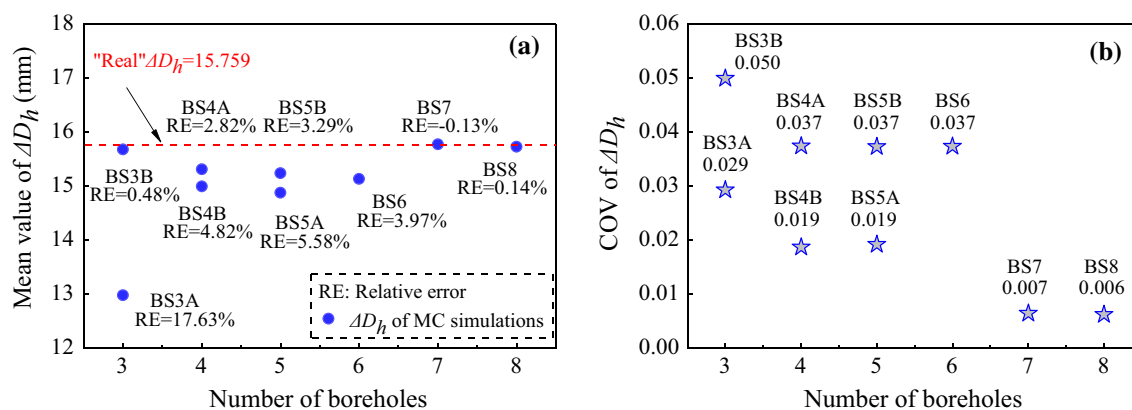 (a)
"Real"ΔDh=15.759
BS4A
RE=2.82%
BS5B
RE=3.29%
BS7
RE=-0.13%
BS3B
RE=0.48%
BS4B
RE=4.82%
BS5A
RE=5.58%
BS6
RE=3.97%
BS8
RE=0.14%
BS3A
RE=17.63%
RE: Relative error
ΔDh of MC simulations
Mean value of ΔDh (mm)
18
17
16
15
14
13
12
3 4 5 6 7 8
Number of boreholes
(b)
BS3B
0.050
BS3A
0.029
BS4A
0.037
BS5B
0.037
BS6
0.037
BS4B
0.019
BS5A
0.019
BS7
0.007
BS8
0.006
COV of ΔDh
0.06
0.05
0.04
0.03
0.02
0.01
0.00
3 4 5 6 7 8
Number of boreholes